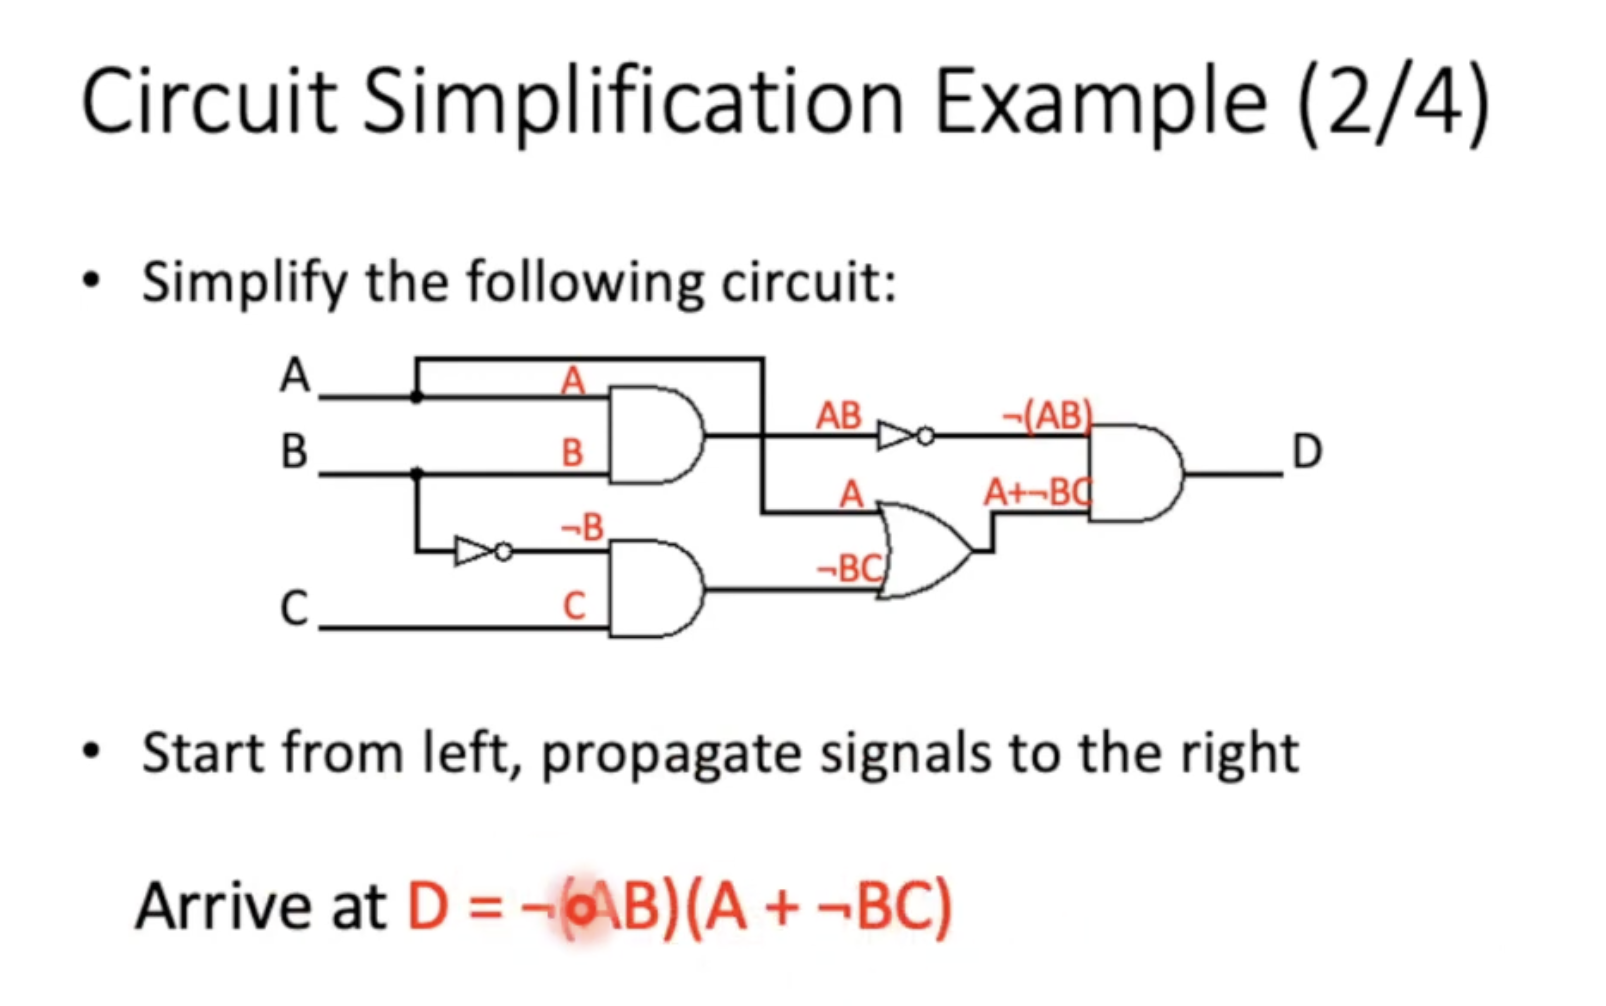 Circuit Simplification Example (2/4)
• Simplify the following circuit:
A
A
AB
¬(AB)
B
B
D
A
A+¬BC
¬B
¬BC
C
C
• Start from left, propagate signals to the right
Arrive at D = ¬(AB)(A + ¬BC)